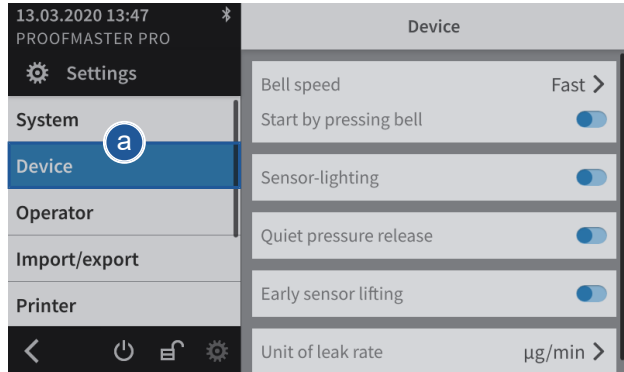 13.03.2020 13:47
PROOFMASTER PRO
Settings
System
a
Device
Operator
Import/export
Printer
Device
Bell speed Fast
Start by pressing bell
Sensor-lighting
Quiet pressure release
Early sensor lifting
Unit of leak rate µg/min